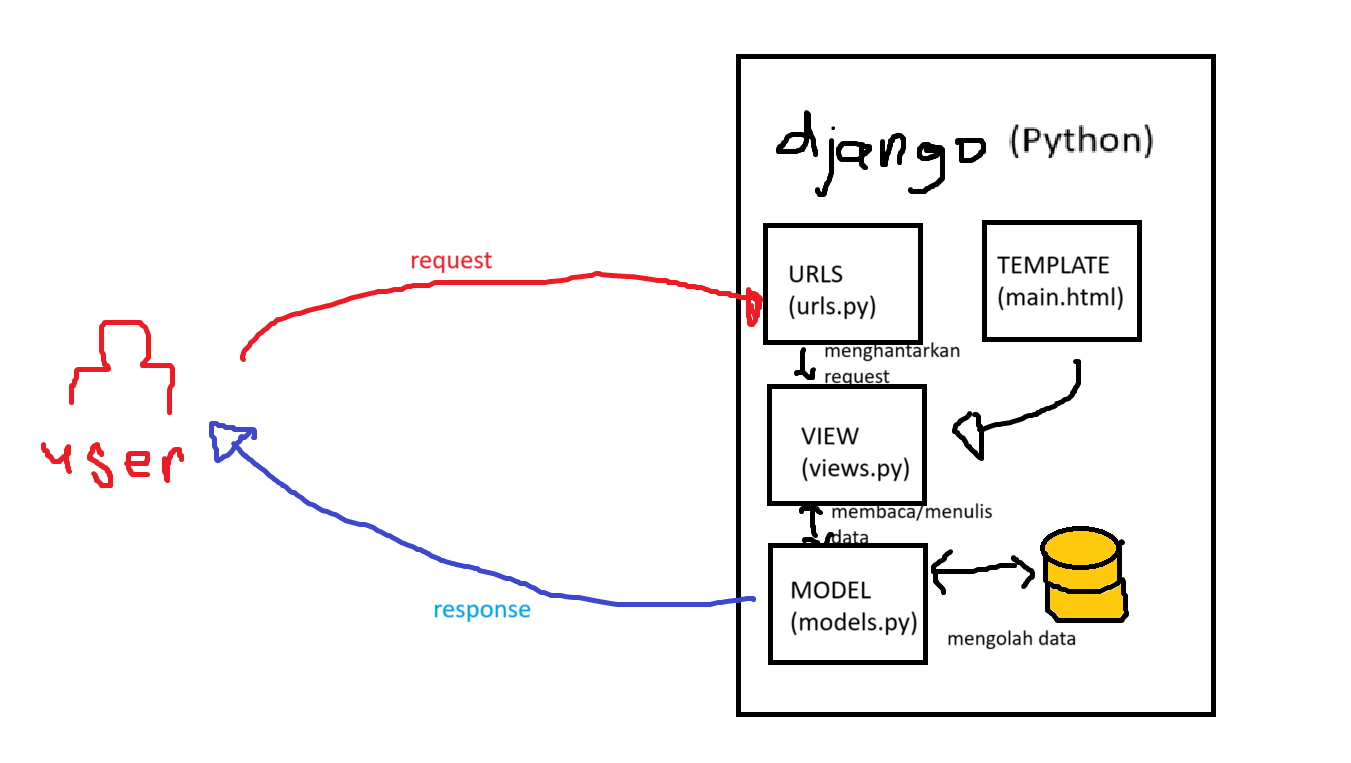 django (Python)
request
URLS
(urls.py)
TEMPLATE
(main.html)
menghantarkan
request
VIEW
(views.py)
user
membaca/menulis
data
MODEL
(models.py)
response
mengolah data